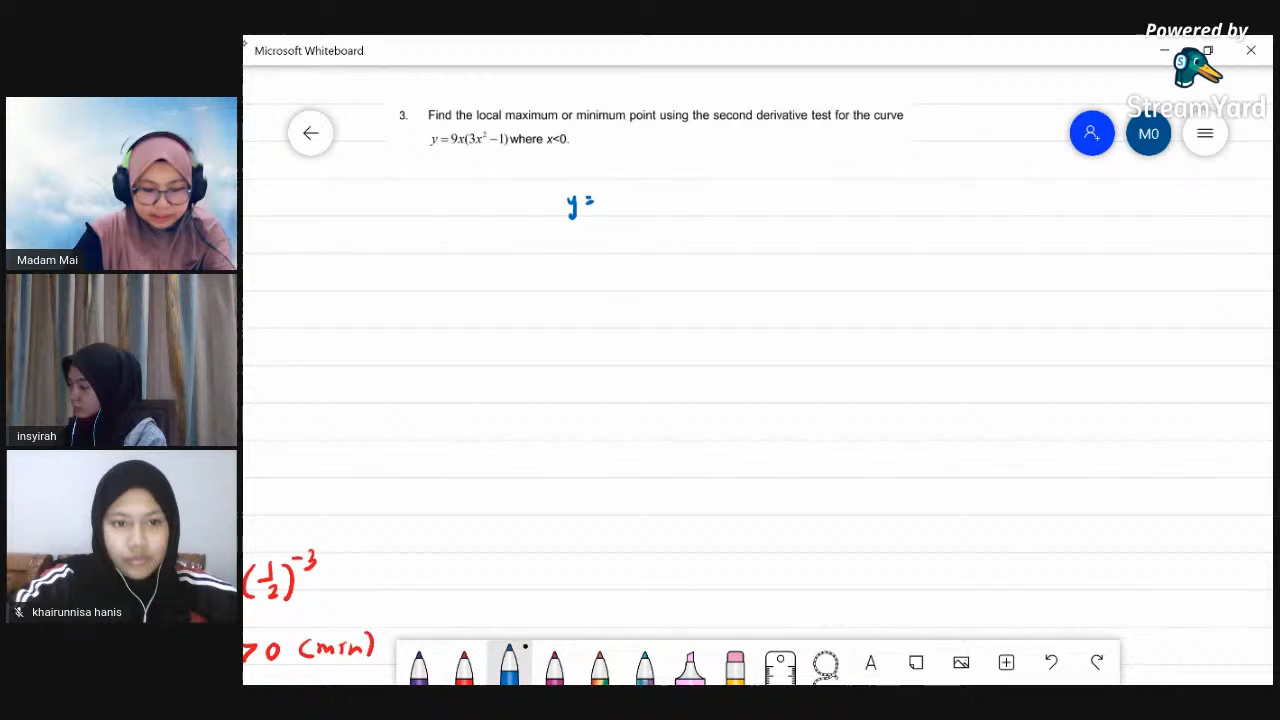 Powered by
StreamYard
Microsoft Whiteboard
3. Find the local maximum or minimum point using the second derivative test for the curve
y=9x(3x²−1) where x<0.
M0
y =
Madam Mai
insyirah
(1/2)⁻³
khairunnisa hanis
> 0 (min)
A